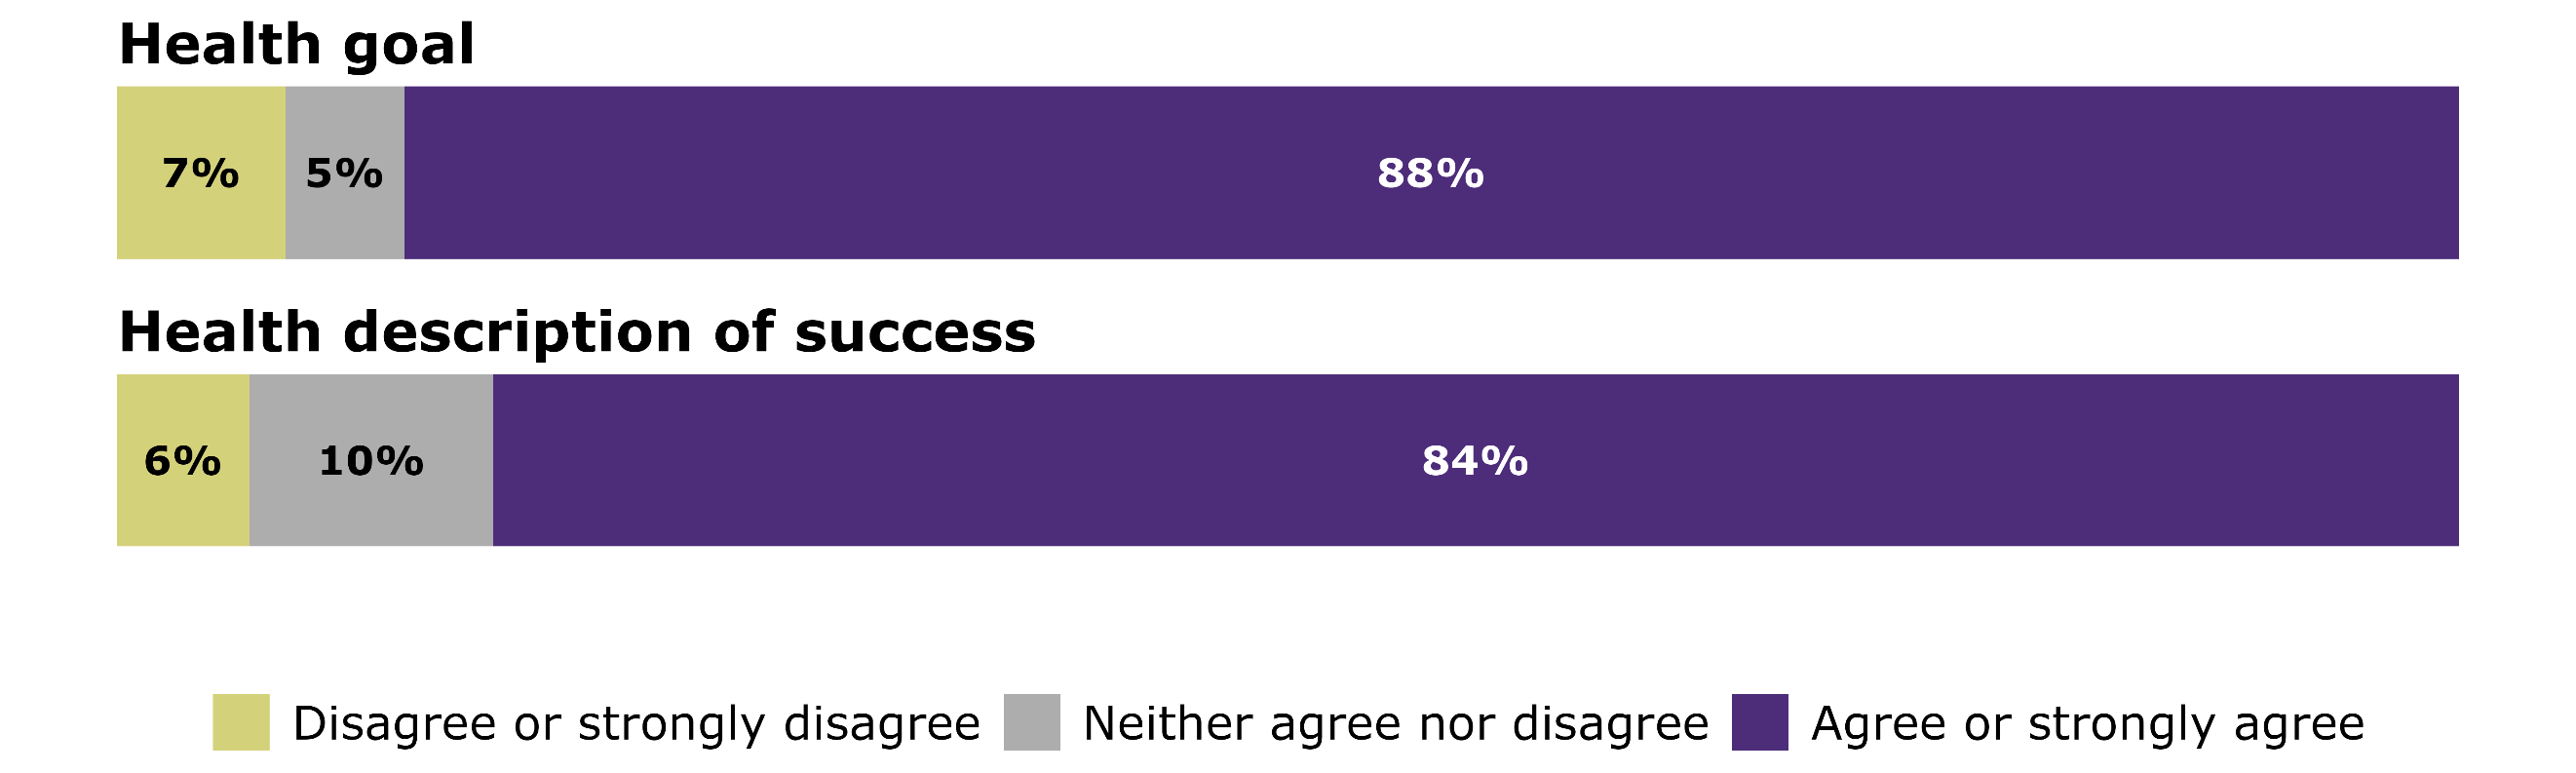 Health goal
7% 5% 88%
Health description of success
6% 10% 84%
Disagree or strongly disagree Neither agree nor disagree Agree or strongly agree